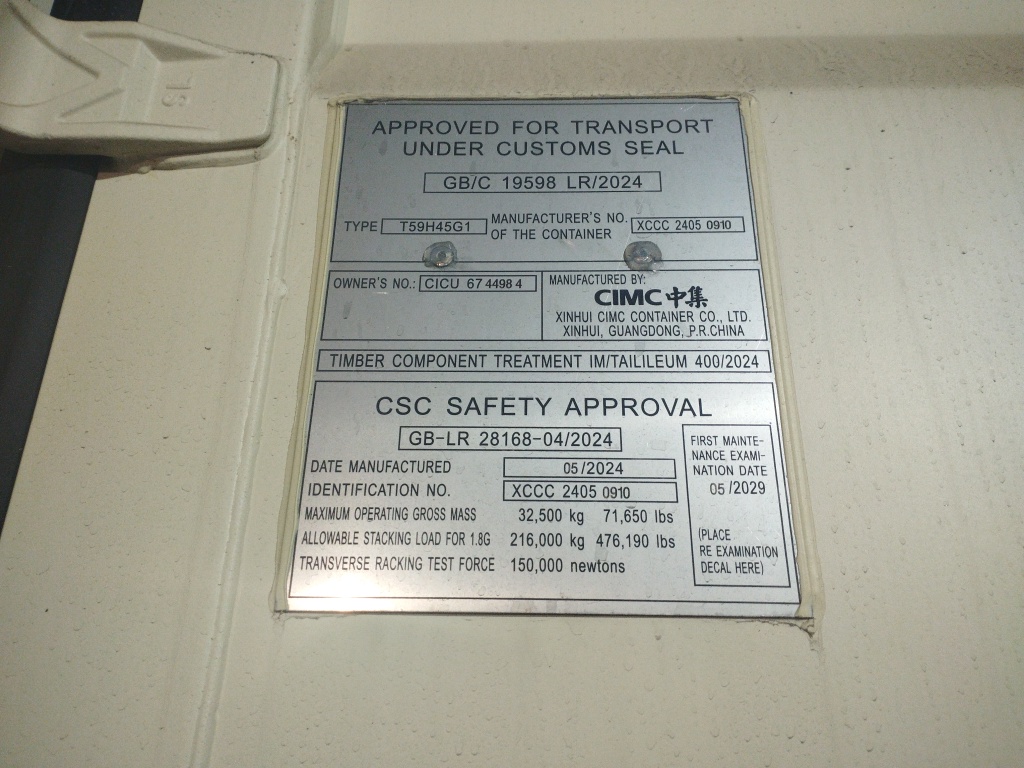 SL
APPROVED FOR TRANSPORT
UNDER CUSTOMS SEAL
GB/C 19598 LR/2024
TYPE T59H45G1
MANUFACTURER'S NO.
OF THE CONTAINER
XCCC 2405 0910
OWNER'S NO.: CICU 67 4498 4
MANUFACTURED BY:
CIMC中集
XINHUI CIMC CONTAINER CO., LTD.
XINHUI, GUANGDONG, P.R.CHINA
TIMBER COMPONENT TREATMENT IM/TAILILEUM 400/2024
CSC SAFETY APPROVAL
GB-LR 28168-04/2024
DATE MANUFACTURED 05/2024
IDENTIFICATION NO. XCCC 2405 0910
MAXIMUM OPERATING GROSS MASS 32,500 kg 71,650 lbs
ALLOWABLE STACKING LOAD FOR 1.8G 216,000 kg 476,190 lbs
TRANSVERSE RACKING TEST FORCE 150,000 newtons
FIRST MAINTE-
NANCE EXAMI-
NATION DATE
05 /2029
(PLACE
RE EXAMINATION
DECAL HERE)